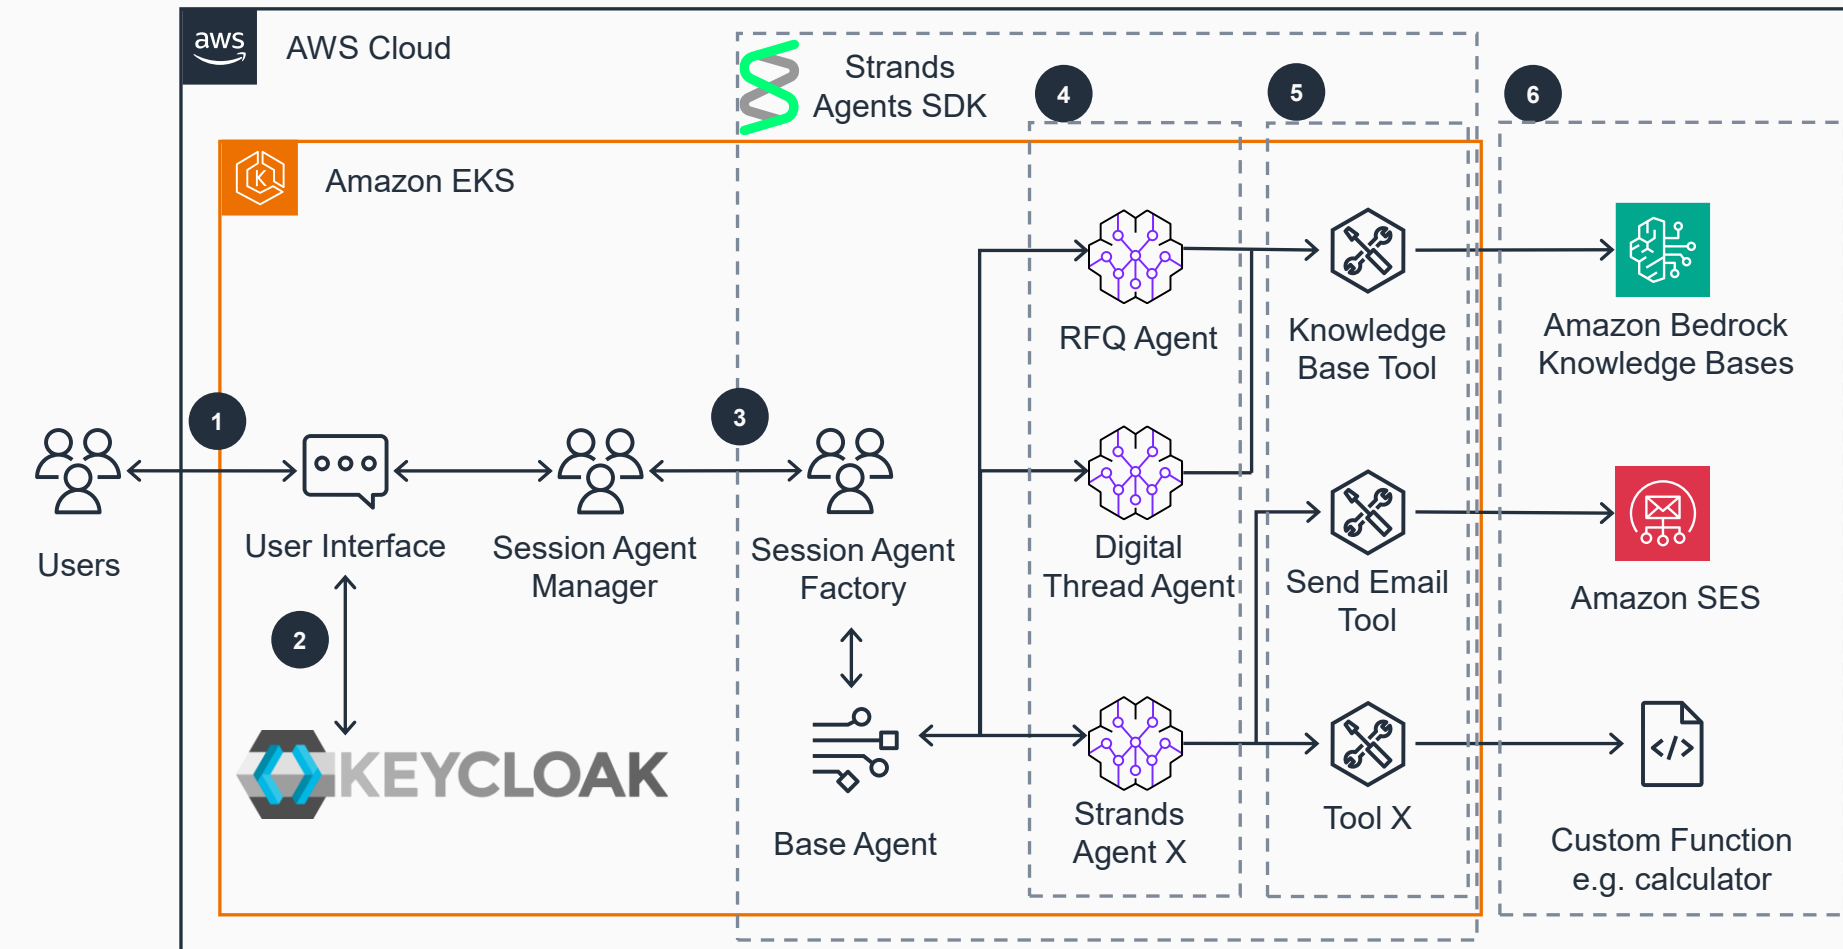 aws
AWS Cloud
Strands
Agents SDK
4
5
6
Amazon EKS
RFQ Agent
Knowledge
Base Tool
Amazon Bedrock
Knowledge Bases
1
3
Users
User Interface
Session Agent
Manager
Session Agent
Factory
Digital
Thread Agent
Send Email
Tool
Amazon SES
2
KEYCLOAK
Base Agent
Strands
Agent X
Tool X
</>
Custom Function
e.g. calculator